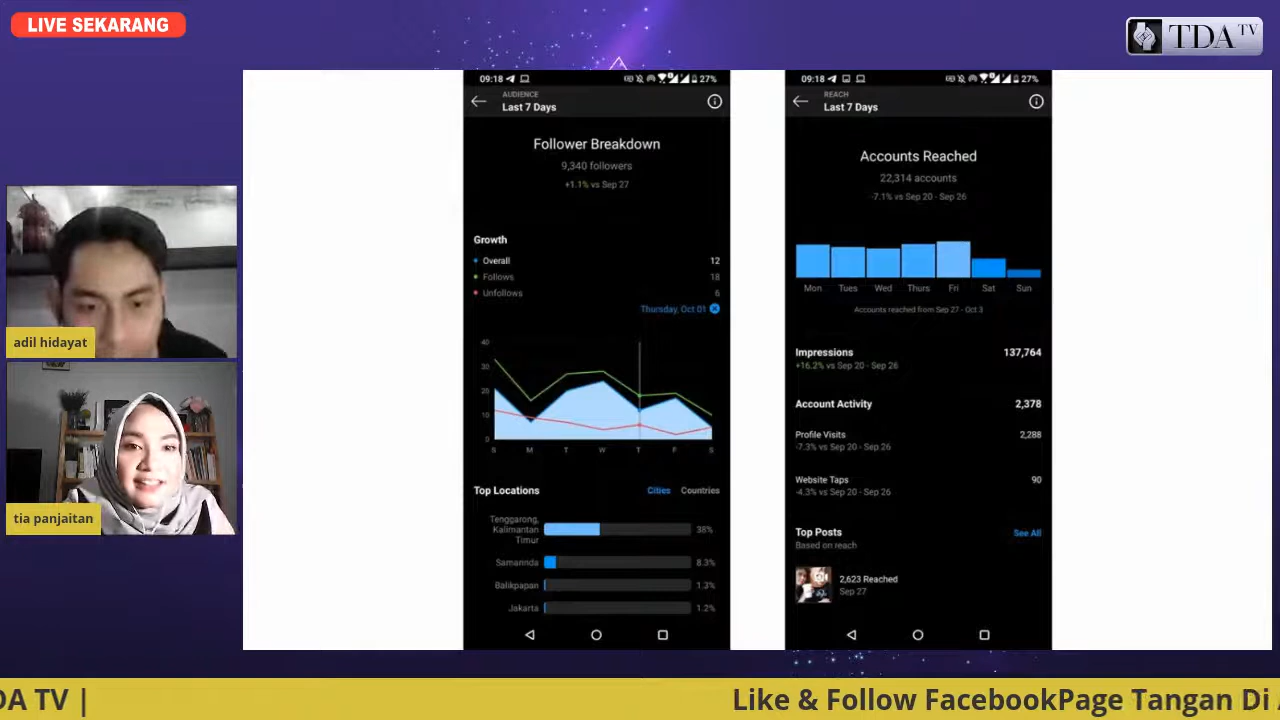 LIVE SEKARANG
TDA TV
adil hidayat
tia panjaitan
09:18
27%
AUDIENCE
Last 7 Days
Follower Breakdown
9,340 followers
+1.1% vs Sep 27
Growth
Overall 12
Follows 18
Unfollows 6
Thursday, Oct 01
40
30
20
10
0
S M T W T F S
Top Locations Cities Countries
Tenggarong,
Kalimantan
Timur
38%
Samarinda 8.3%
Balikpapan 1.3%
Jakarta 1.2%
09:18
27%
REACH
Last 7 Days
Accounts Reached
22,314 accounts
-7.1% vs Sep 20 - Sep 26
Mon Tues Wed Thurs Fri Sat Sun
Accounts reached from Sep 27 - Oct 3
Impressions 137,764
+16.2% vs Sep 20 - Sep 26
Account Activity 2,378
Profile Visits 2,288
-7.3% vs Sep 20 - Sep 26
Website Taps 90
-4.3% vs Sep 20 - Sep 26
Top Posts See All
Based on reach
2,623 Reached
Sep 27
DA TV | Like & Follow FacebookPage Tangan Di